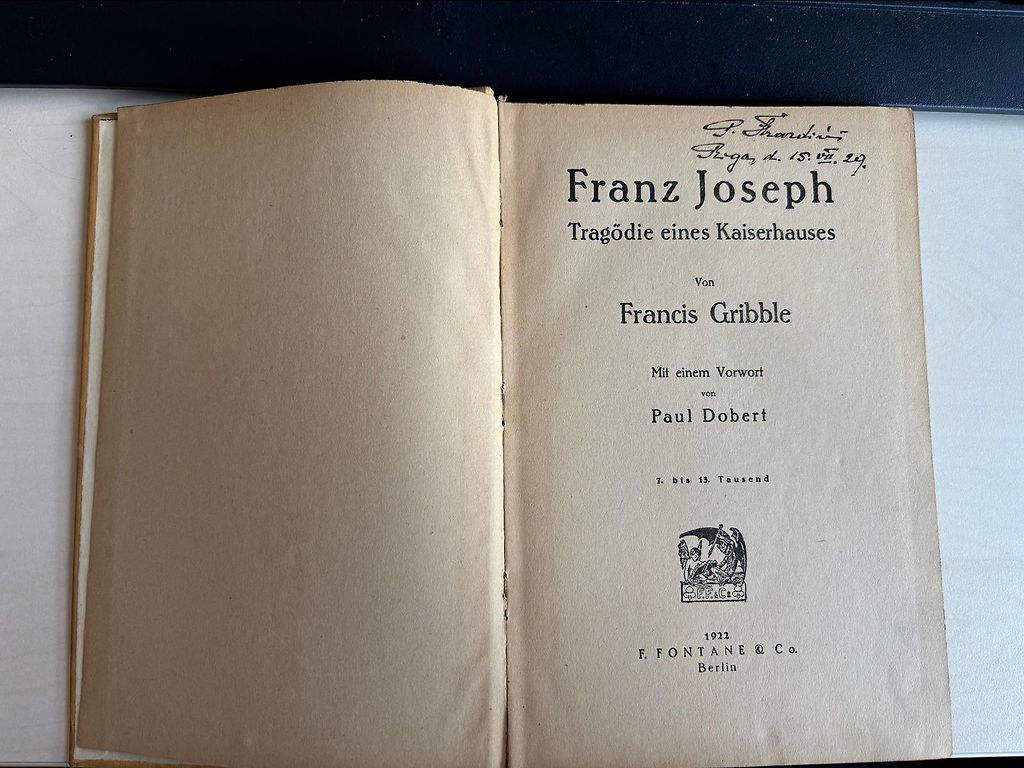 P.
Riga, d. 15. VII. 29.
Franz Joseph
Tragödie eines Kaiserhauses
Von
Francis Gribble
Mit einem Vorwort
von
Paul Dobert
7. bis 13. Tausend
F.F.&Co
1922
F. FONTANE & Co.
Berlin